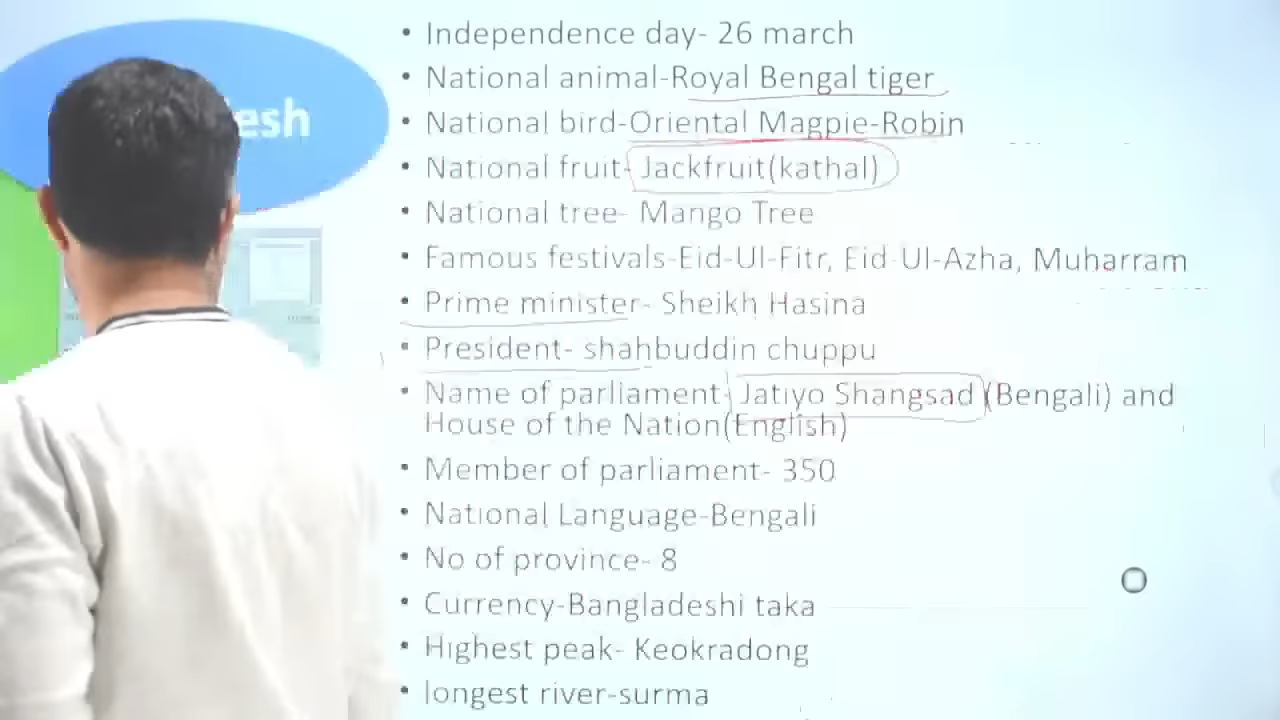 esh
• Independence day- 26 march
• National animal-Royal Bengal tiger
• National bird-Oriental Magpie-Robin
• National fruit- Jackfruit(kathal)
• National tree- Mango Tree
• Famous festivals-Eid-Ul-Fitr, Eid Ul-Azha, Muharram
• Prime minister- Sheikh Hasina
• President- shahbuddin chuppu
• Name of parliament- Jatiyo Shangsad (Bengali) and
House of the Nation(English)
• Member of parliament- 350
• National Language-Bengali
• No of province- 8
• Currency-Bangladeshi taka
• Highest peak- Keokradong
• longest river-surma